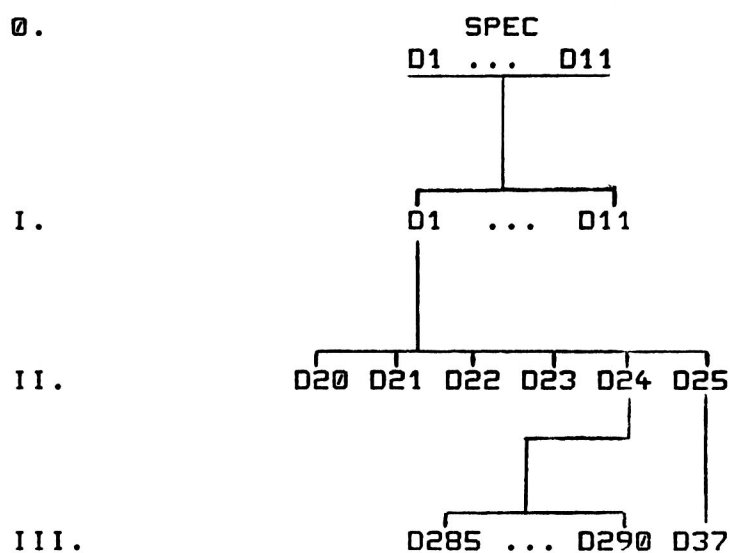 0. SPEC
D1 ... D11
I. D1 ... D11
II. D20 D21 D22 D23 D24 D25
III. D285 ... D290 D37